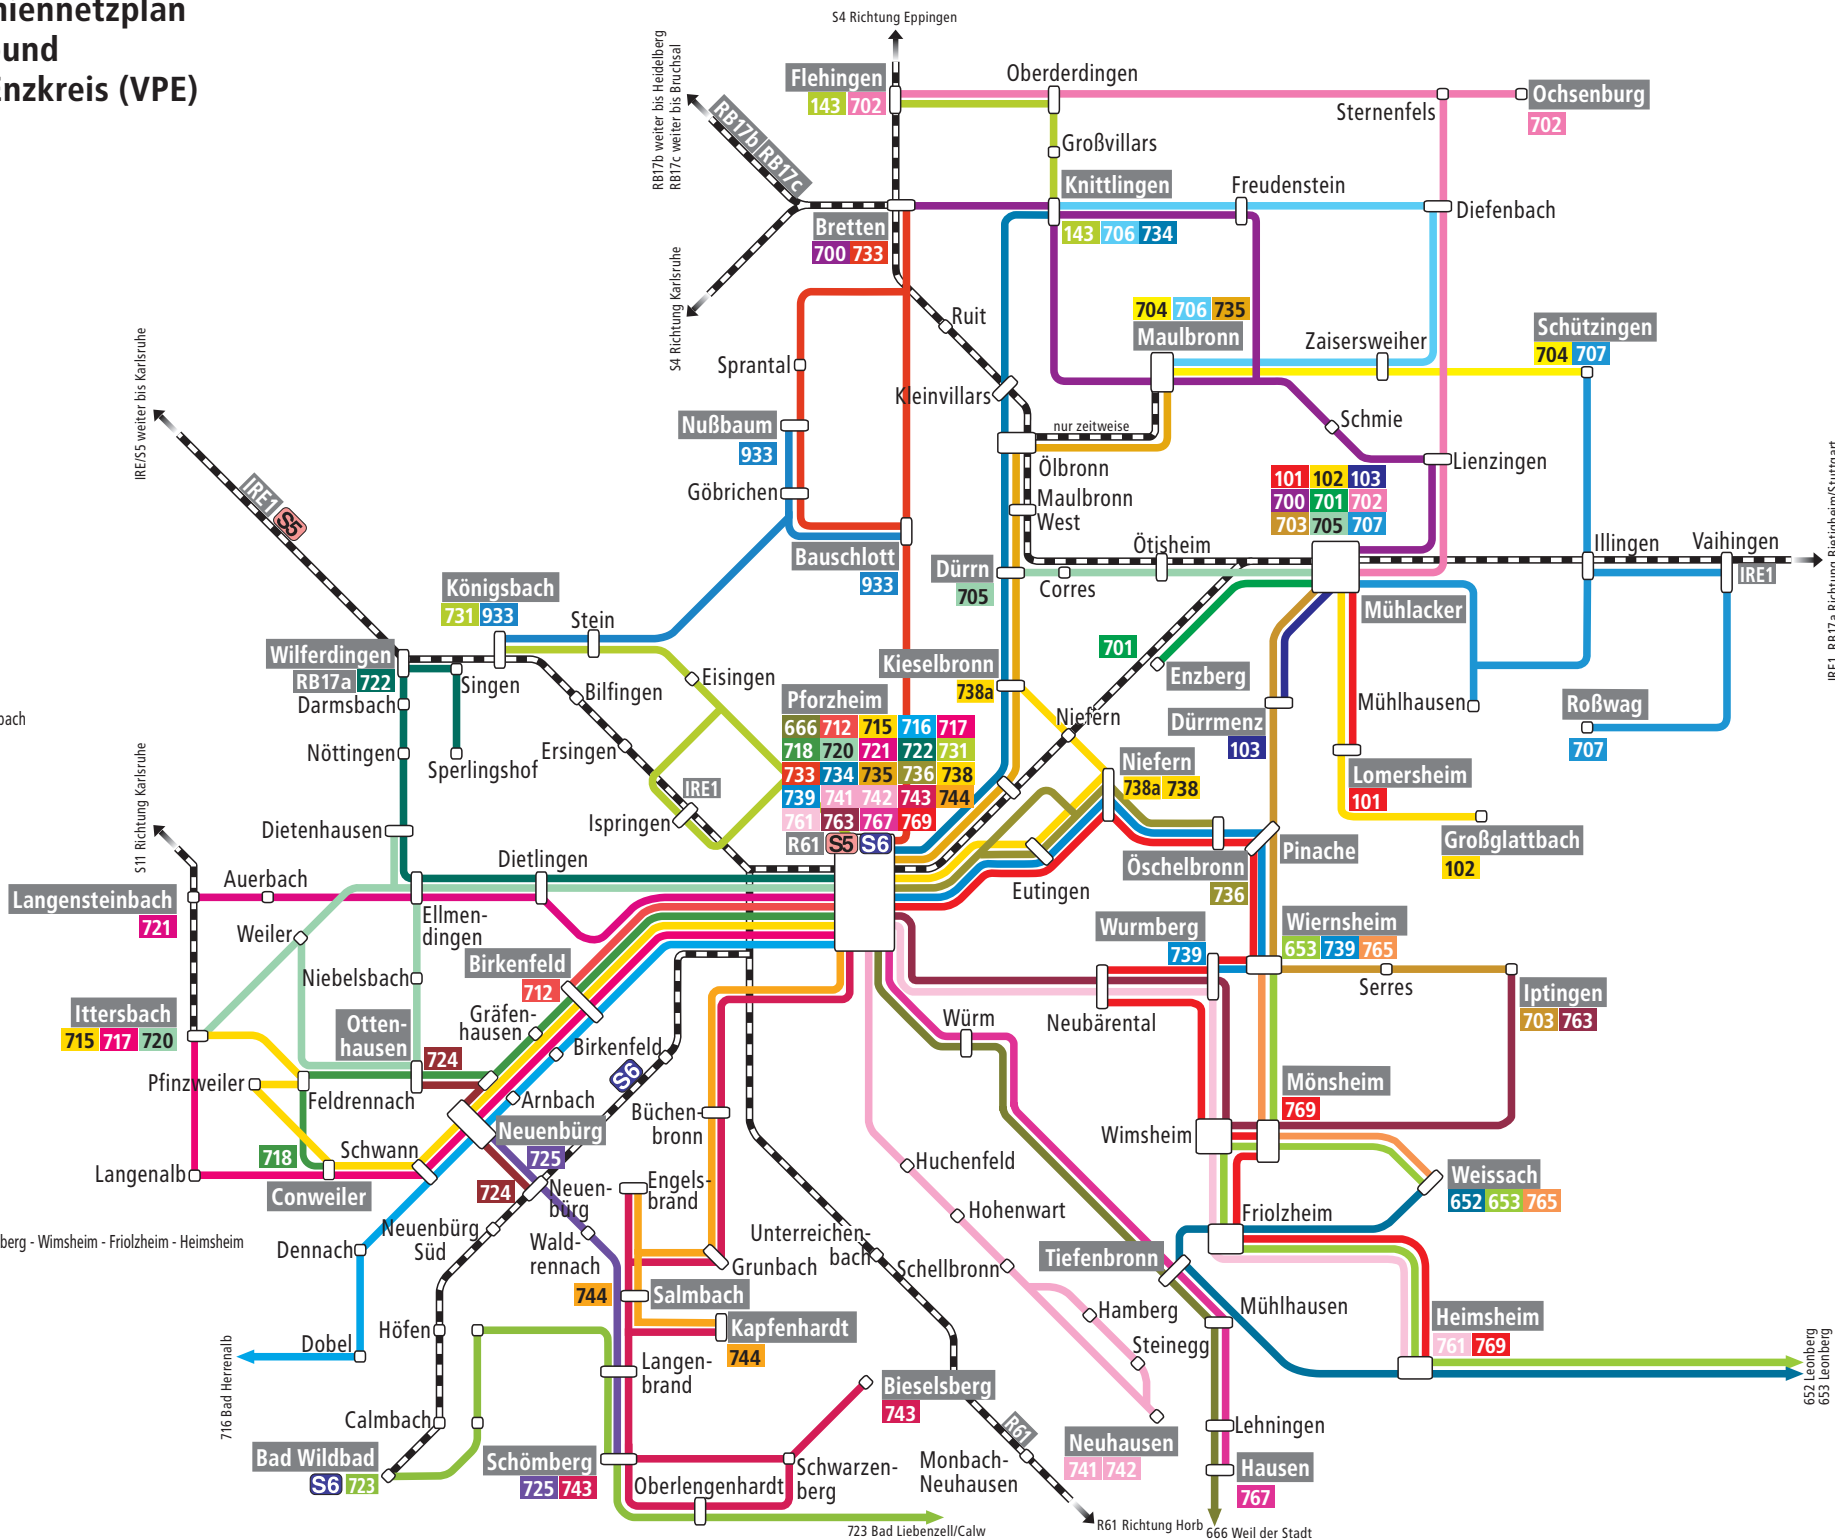 und
Enzkreis (VPE)
S4 Richtung Eppingen
RB17b weiter bis Heidelberg
RB17c weiter bis Bruchsal
RB17b RB17c
S4 Richtung Karlsruhe
Flehingen
143 702
Oberderdingen
Sternenfels
Ochsenburg
702
Großvillars
Knittlingen
143 706 734
Freudenstein
Diefenbach
Bretten
700 733
Ruit
704 706 735
Maulbronn
Zaisersweiher
Schützingen
704 707
Sprantal
Kleinvillars
Schmie
nur zeitweise
Nußbaum
933
Ölbronn
Lienzingen
Göbrichen
Maulbronn
West
101 102 103
700 701 702
703 705 707
IRE/S5 weiter bis Karlsruhe
IRE1 S5
Bauschlott
933
Dürrn
705
Corres
Ötisheim
Mühlacker
Illingen
Vaihingen
IRE1
Königsbach
731 933
Stein
Wilferdingen
RB17a 722
Singen
Eisingen
Bilfingen
Darmsbach
Nöttingen
Sperlingshof
Ersingen
Ispringen
IRE1
Kieselbronn
738a
701
Enzberg
Niefern
Dürrmenz
103
Mühlhausen
Roßwag
707
Lomersheim
101
Großglattbach
102
Pforzheim
666 712 715 716 717
718 720 721 722 731
733 734 735 736 738
739 741 742 743 744
761 763 767 769
R61 S5 S6
Niefern
738a 738
Öschelbronn
736
Pinache
Eutingen
bach
S11 Richtung Karlsruhe
Dietenhausen
Dietlingen
Auerbach
Langensteinbach
721
Weiler
Ellmen-
dingen
Niebelsbach
Birkenfeld
712
Wurmberg
739
Wiernsheim
653 739 765
Serres
Iptingen
703 763
Neubärental
Ittersbach
715 717 720
Otten-
hausen
724
Gräfen-
hausen
Birkenfeld
S6
Würm
Pfinzweiler
Feldrennach
Arnbach
Neuenbürg
725
Büchen-
bronn
Mönsheim
769
Wimsheim
718
Schwann
Langenalb
Conweiler
724
Neuen-
bürg
Engels-
brand
Huchenfeld
Hohenwart
Weissach
652 653 765
Friolzheim
berg - Wimsheim - Friolzheim - Heimsheim
Dennach
Neuenbürg
Süd
Wald-
rennach
Unterreichen-
bach
Grunbach
Schellbronn
Tiefenbronn
744
Salmbach
Hamberg
Mühlhausen
Höfen
Kapfenhardt
744
Steinegg
Heimsheim
761 769
Dobel
716 Bad Herrenalb
Langen-
brand
Bieselsberg
743
652 Leonberg
653 Leonberg
Calmbach
Bad Wildbad
S6 723
Schömberg
725 743
Oberlengenhardt
Schwarzen-
berg
R61
Monbach-
Neuhausen
Neuhausen
741 742
Lehningen
Hausen
767
723 Bad Liebenzell/Calw
R61 Richtung Horb
666 Weil der Stadt